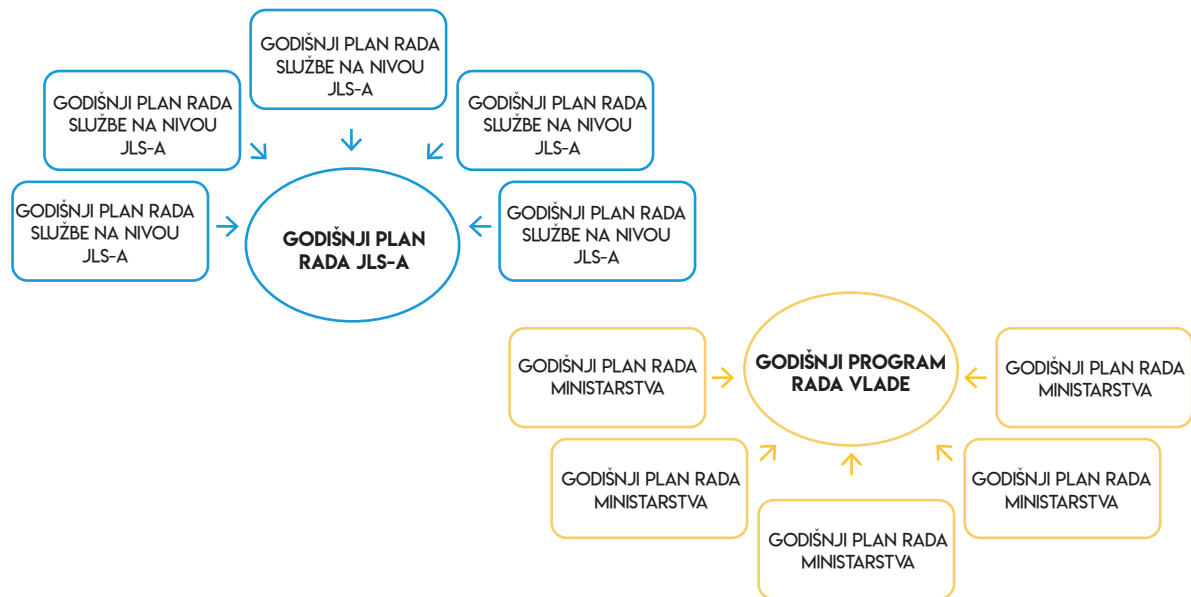 GODIŠNJI PLAN RADA
SLUŽBE NA NIVOU
JLS-A
GODIŠNJI PLAN RADA
SLUŽBE NA NIVOU
JLS-A
GODIŠNJI PLAN RADA
SLUŽBE NA NIVOU
JLS-A
GODIŠNJI PLAN RADA
SLUŽBE NA NIVOU
JLS-A
GODIŠNJI PLAN
RADA JLS-A
GODIŠNJI PLAN RADA
SLUŽBE NA NIVOU
JLS-A
GODIŠNJI PLAN RADA
MINISTARSTVA
GODIŠNJI PROGRAM
RADA VLADE
GODIŠNJI PLAN RADA
MINISTARSTVA
GODIŠNJI PLAN RADA
MINISTARSTVA
GODIŠNJI PLAN RADA
MINISTARSTVA
GODIŠNJI PLAN RADA
MINISTARSTVA